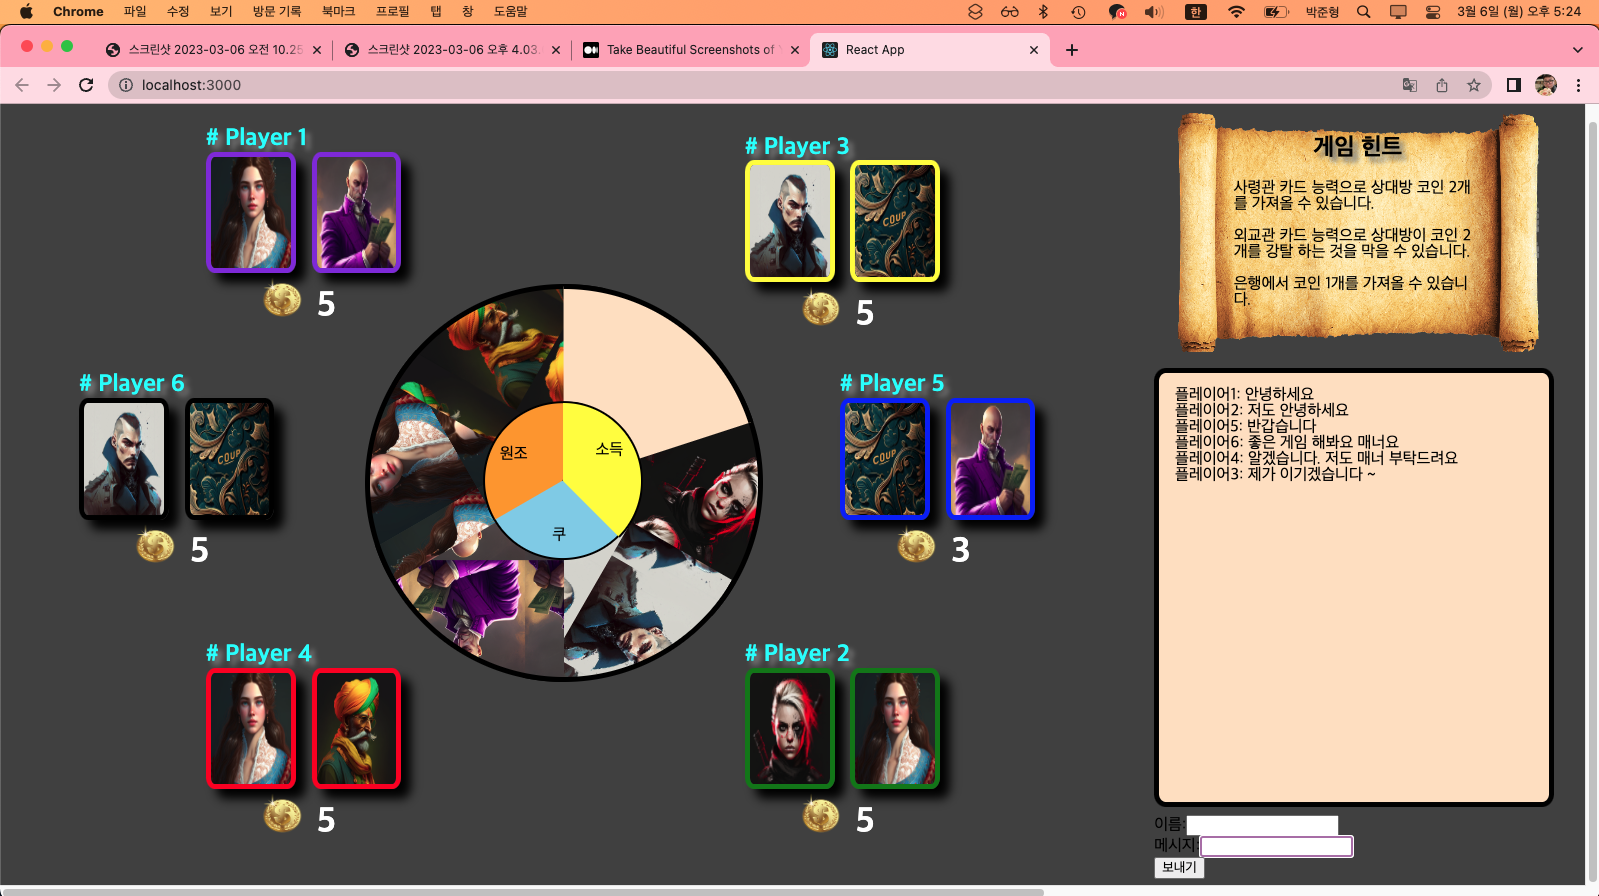 Chrome 파일 수정 보기 방문 기록 북마크 프로필 탭 창 도움말 한 박준형 3월 6일 (월) 오후 5:24
스크린샷 2023-03-06 오전 10.25 스크린샷 2023-03-06 오후 4.03. Take Beautiful Screenshots of React App
localhost:3000
# Player 1
5
# Player 3
COUP
5
# Player 6
COUP
5
원조
소득
쿠
# Player 5
COUP
3
# Player 4
5
# Player 2
5
게임 힌트
사령관 카드 능력으로 상대방 코인 2개
를 가져올 수 있습니다.
외교관 카드 능력으로 상대방이 코인 2
개를 강탈 하는 것을 막을 수 있습니다.
은행에서 코인 1개를 가져올 수 있습니
다.
플레이어1: 안녕하세요
플레이어2: 저도 안녕하세요
플레이어5: 반갑습니다
플레이어6: 좋은 게임 해봐요 매너요
플레이어4: 알겠습니다. 저도 매너 부탁드려요
플레이어3: 제가 이기겠습니다 ~
이름:
메시지:
보내기